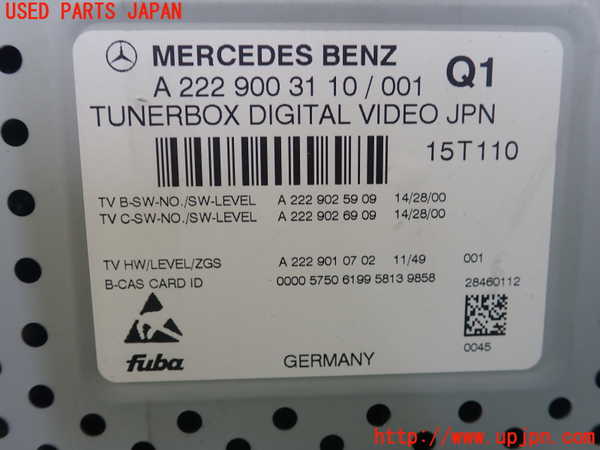 USED PARTS JAPAN
MERCEDES BENZ Q1
A 222 900 31 10 / 001
TUNERBOX DIGITAL VIDEO JPN
15T110
TV B-SW-NO./SW-LEVEL A 222 902 59 09 14/28/00
TV C-SW-NO./SW-LEVEL A 222 902 69 09 14/28/00
TV HW/LEVEL/ZGS A 222 901 07 02 11/49 001
B-CAS CARD ID 0000 5750 6199 5813 9858 28460112
0045
fuba GERMANY
http://www.upjpn.com/